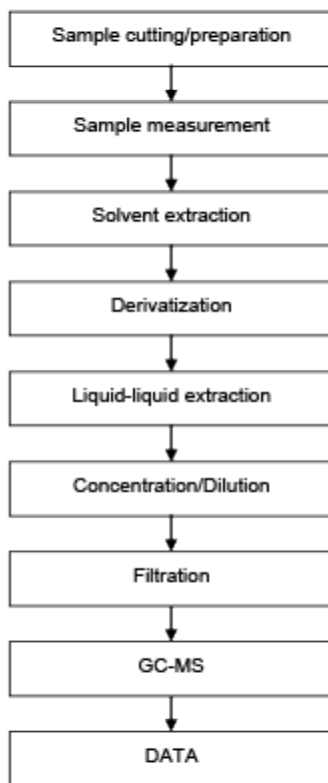 Sample cutting/preparation
Sample measurement
Solvent extraction
Derivatization
Liquid-liquid extraction
Concentration/Dilution
Filtration
GC-MS
DATA